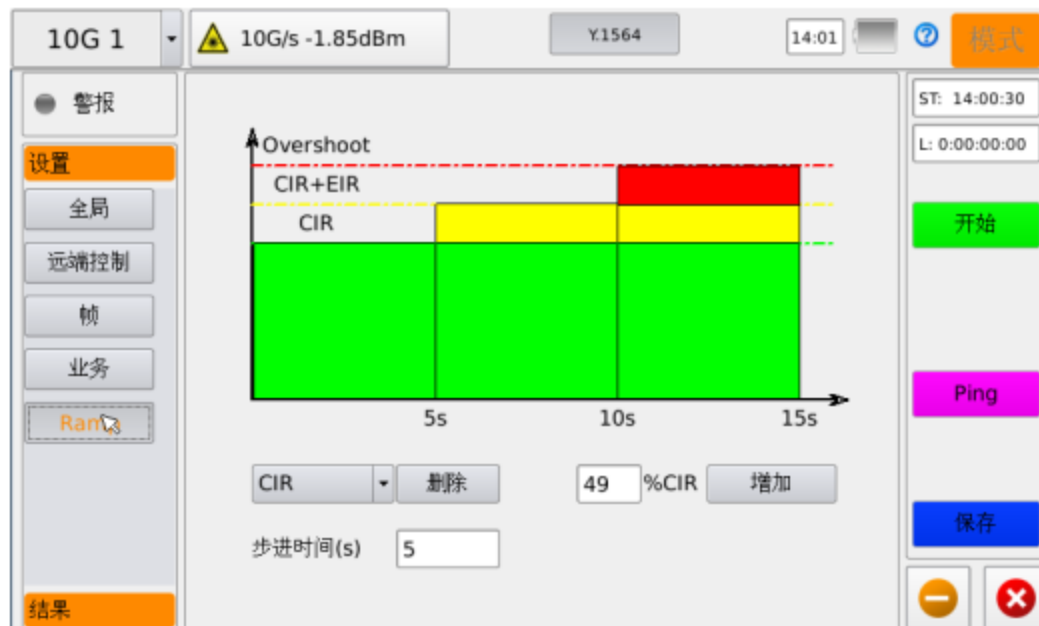 10G 1
10G/s -1.85dBm
Y.1564
14:01
模式
警报
ST: 14:00:30
L: 0:00:00:00
设置
全局
远端控制
帧
业务
Ramp
Overshoot
CIR+EIR
CIR
5s 10s 15s
CIR 删除 49 %CIR 增加
步进时间(s) 5
开始
Ping
保存
结果